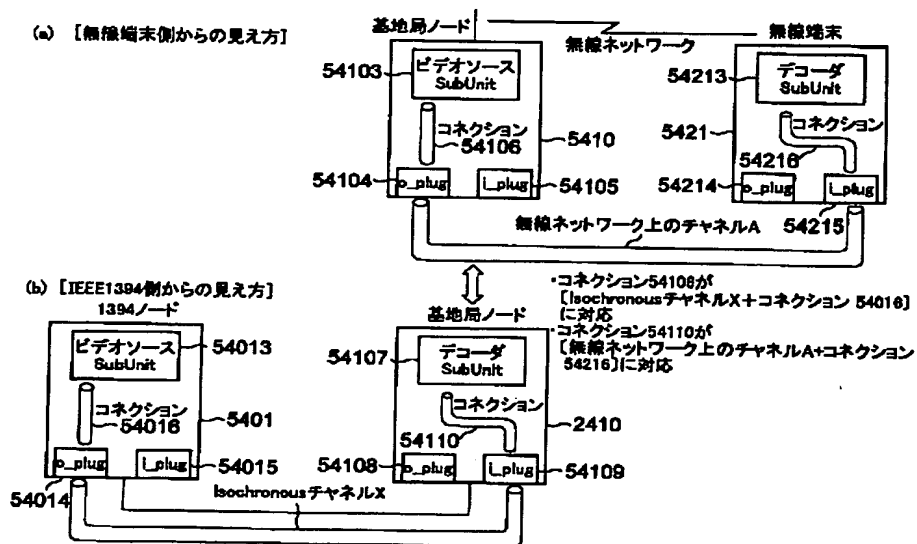 (a) [無線端末側からの見え方]
基地局ノード
無線ネットワーク
無線端末
54103
ビデオソース
SubUnit
コネクション
54106
5410
54104
o_plug
i_plug
54105
54213
デコーダ
SubUnit
5421
コネクション
54216
54214
o_plug
i_plug
54215
無線ネットワーク上のチャネルA
(b) [IEEE1394側からの見え方]
1394ノード
基地局ノード
・コネクション54106が
[IsochronousチャネルX+コネクション 54016]
に対応
・コネクション54110が
[無線ネットワーク上のチャネルA+コネクション
54216]に対応
ビデオソース
SubUnit
54013
コネクション
54016
5401
o_plug
i_plug
54015
54014
54107
デコーダ
SubUnit
コネクション
54110
2410
54108
o_plug
i_plug
54109
IsochronousチャネルX